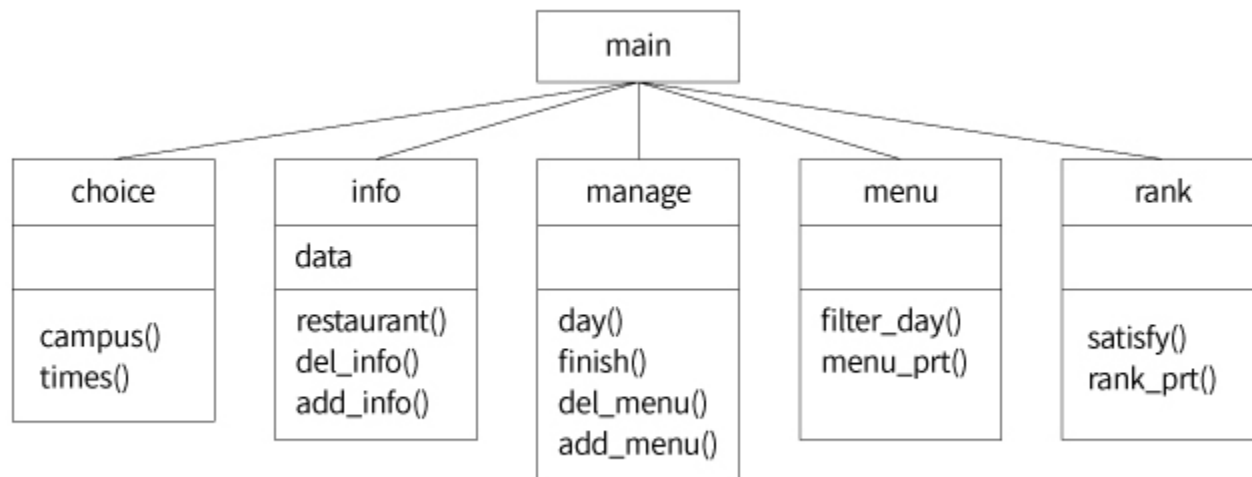 main
choice
campus()
times()
info
data
restaurant()
del_info()
add_info()
manage
day()
finish()
del_menu()
add_menu()
menu
filter_day()
menu_prt()
rank
satisfy()
rank_prt()